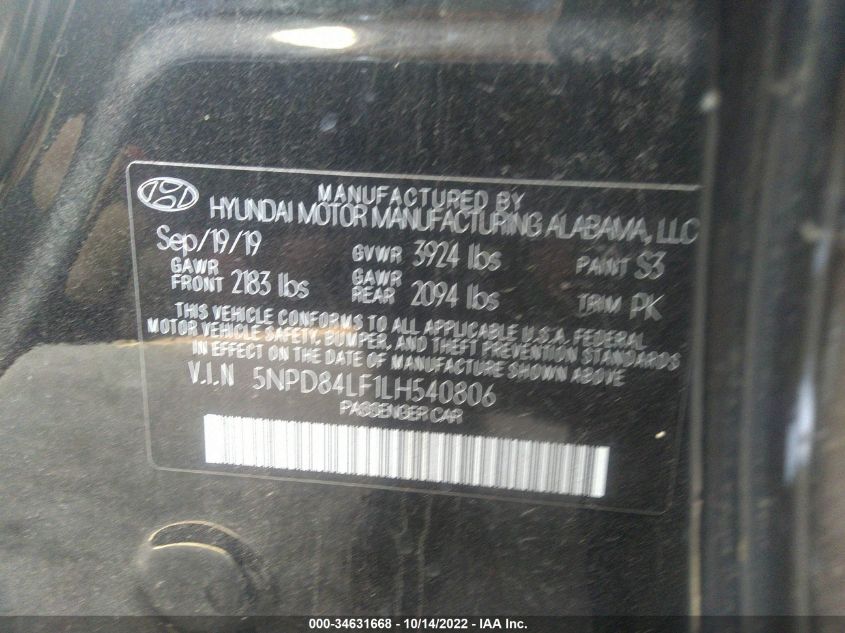 MANUFACTURED BY
HYUNDAI MOTOR MANUFACTURING ALABAMA, LLC
Sep/19/19 GVWR 3924 lbs PAINT S3
GAWR FRONT 2183 lbs GAWR REAR 2094 lbs TRIM PK
THIS VEHICLE CONFORMS TO ALL APPLICABLE U.S.A. FEDERAL
MOTOR VEHICLE SAFETY, BUMPER, AND THEFT PREVENTION STANDARDS
IN EFFECT ON THE DATE OF MANUFACTURE SHOWN ABOVE
V.I.N 5NPD84LF1LH540806
PASSENGER CAR
000-34631668 - 10/14/2022 - IAA Inc.